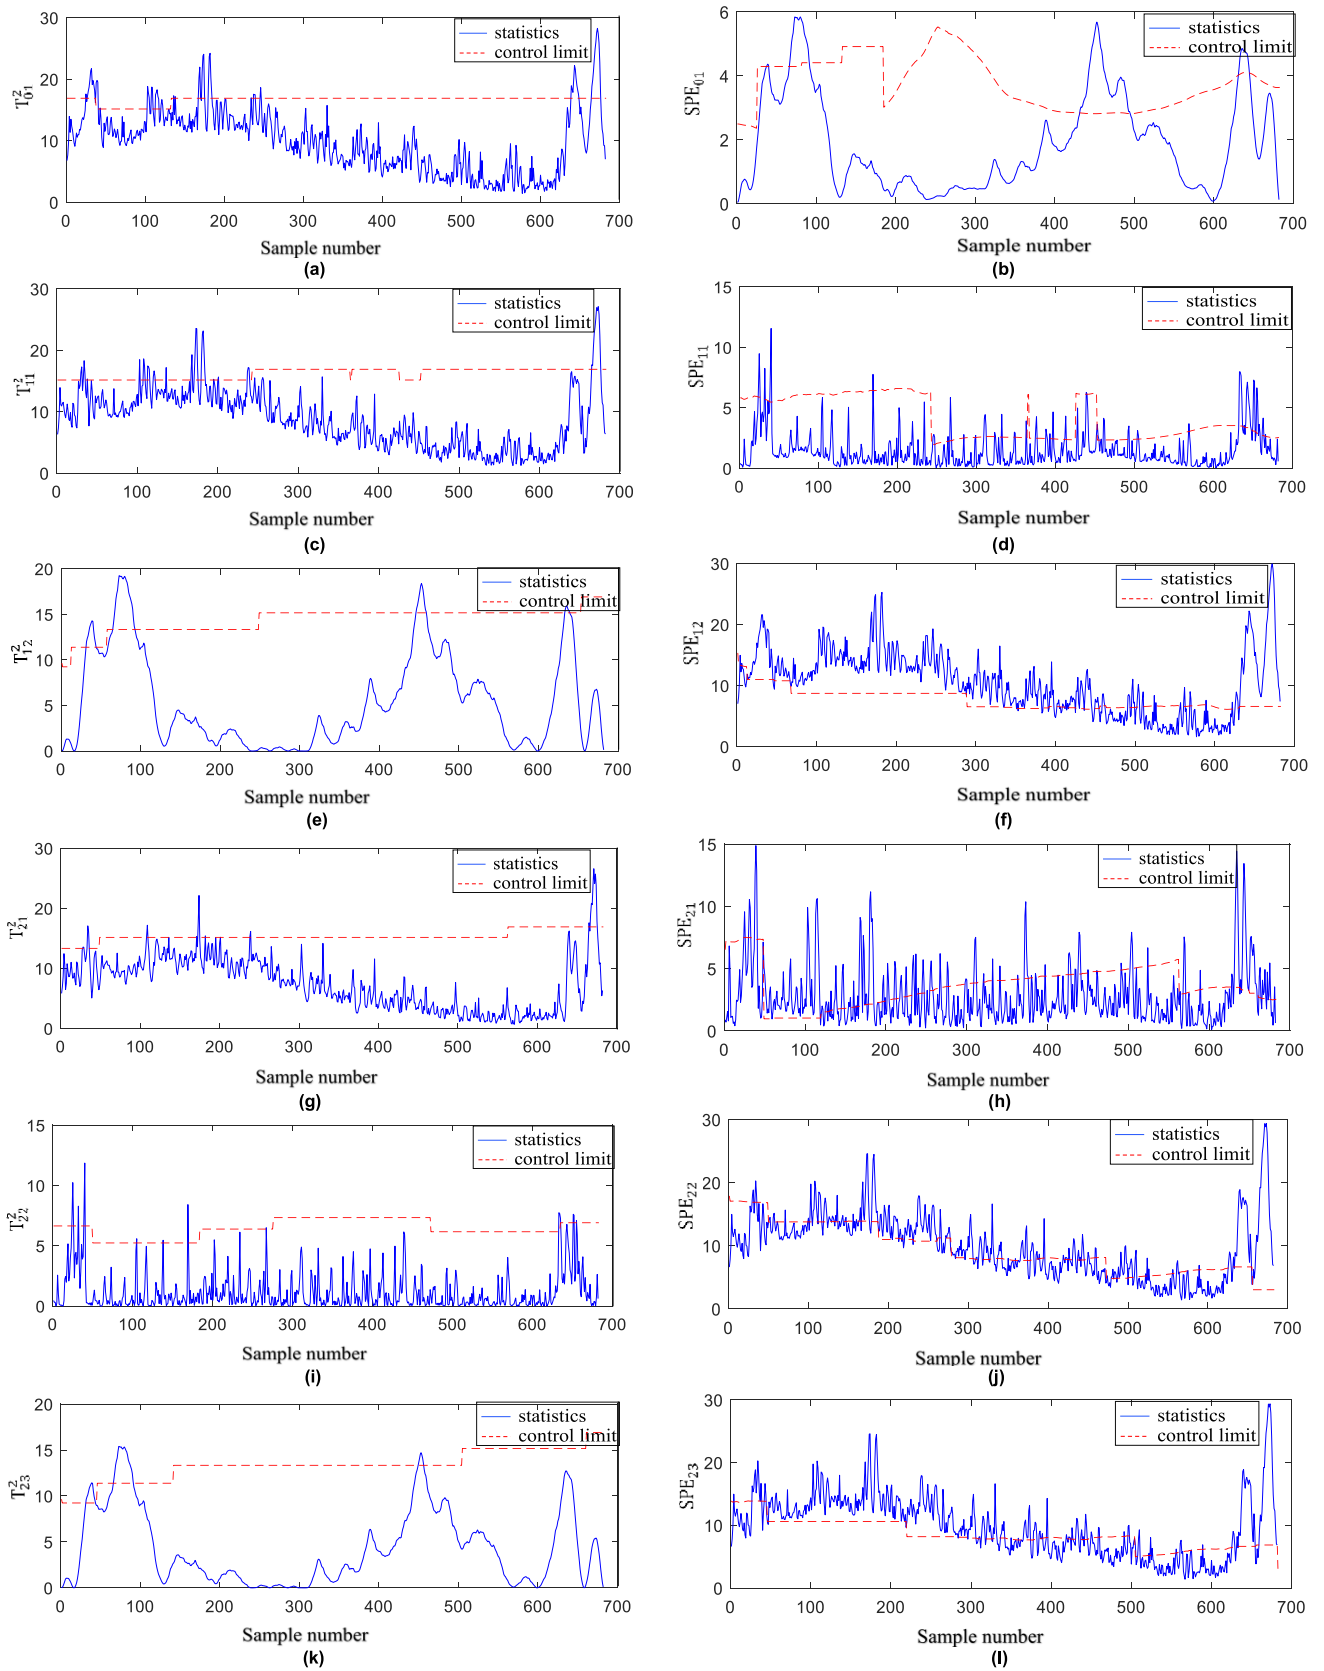 30
20
10
0
T²₀₁
statistics
control limit
0 100 200 300 400 500 600 700
Sample number
(a)
6
4
2
0
SPE₀₁
statistics
control limit
0 100 200 300 400 500 600 700
Sample number
(b)
30
20
10
0
T²₁₁
statistics
control limit
0 100 200 300 400 500 600 700
Sample number
(c)
15
10
5
0
SPE₁₁
statistics
control limit
0 100 200 300 400 500 600 700
Sample number
(d)
20
15
10
5
0
T²₁₂
statistics
control limit
0 100 200 300 400 500 600 700
Sample number
(e)
30
20
10
0
SPE₁₂
statistics
control limit
0 100 200 300 400 500 600 700
Sample number
(f)
30
20
10
0
T²₂₁
statistics
control limit
0 100 200 300 400 500 600 700
Sample number
(g)
15
10
5
0
SPE₂₁
statistics
control limit
0 100 200 300 400 500 600 700
Sample number
(h)
15
10
5
0
T²₂₂
statistics
control limit
0 100 200 300 400 500 600 700
Sample number
(i)
30
20
10
0
SPE₂₂
statistics
control limit
0 100 200 300 400 500 600 700
Sample number
(j)
20
15
10
5
0
T²₂₃
statistics
control limit
0 100 200 300 400 500 600 700
Sample number
(k)
30
20
10
0
SPE₂₃
statistics
control limit
0 100 200 300 400 500 600 700
Sample number
(l)